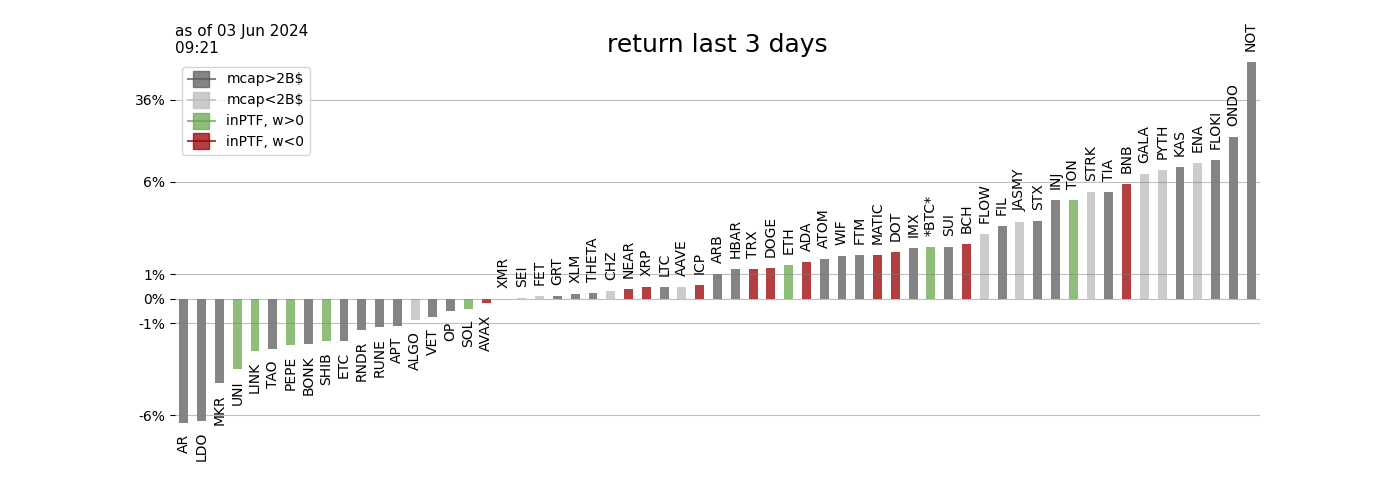 as of 03 Jun 2024
09:21
return last 3 days
mcap>2B$
mcap<2B$
inPTF, w>0
inPTF, w<0
36%
6%
1%
0%
-1%
-6%
AR
LDO
MKR
UNI
LINK
TAO
PEPE
BONK
SHIB
ETC
RNDR
RUNE
APT
ALGO
VET
OP
SOL
AVAX
XMR
SEI
FET
GRT
XLM
THETA
CHZ
NEAR
XRP
LTC
AAVE
ICP
ARB
HBAR
TRX
DOGE
ETH
ADA
ATOM
WIF
FTM
MATIC
DOT
IMX
*BTC*
SUI
BCH
FLOW
FIL
JASMY
STX
INJ
TON
STRK
TIA
BNB
GALA
PYTH
KAS
ENA
FLOKI
ONDO
NOT